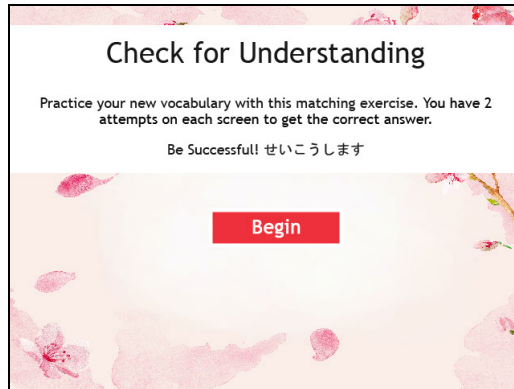 Check for Understanding
Practice your new vocabulary with this matching exercise. You have 2
attempts on each screen to get the correct answer.
Be Successful! せいこうします
Begin